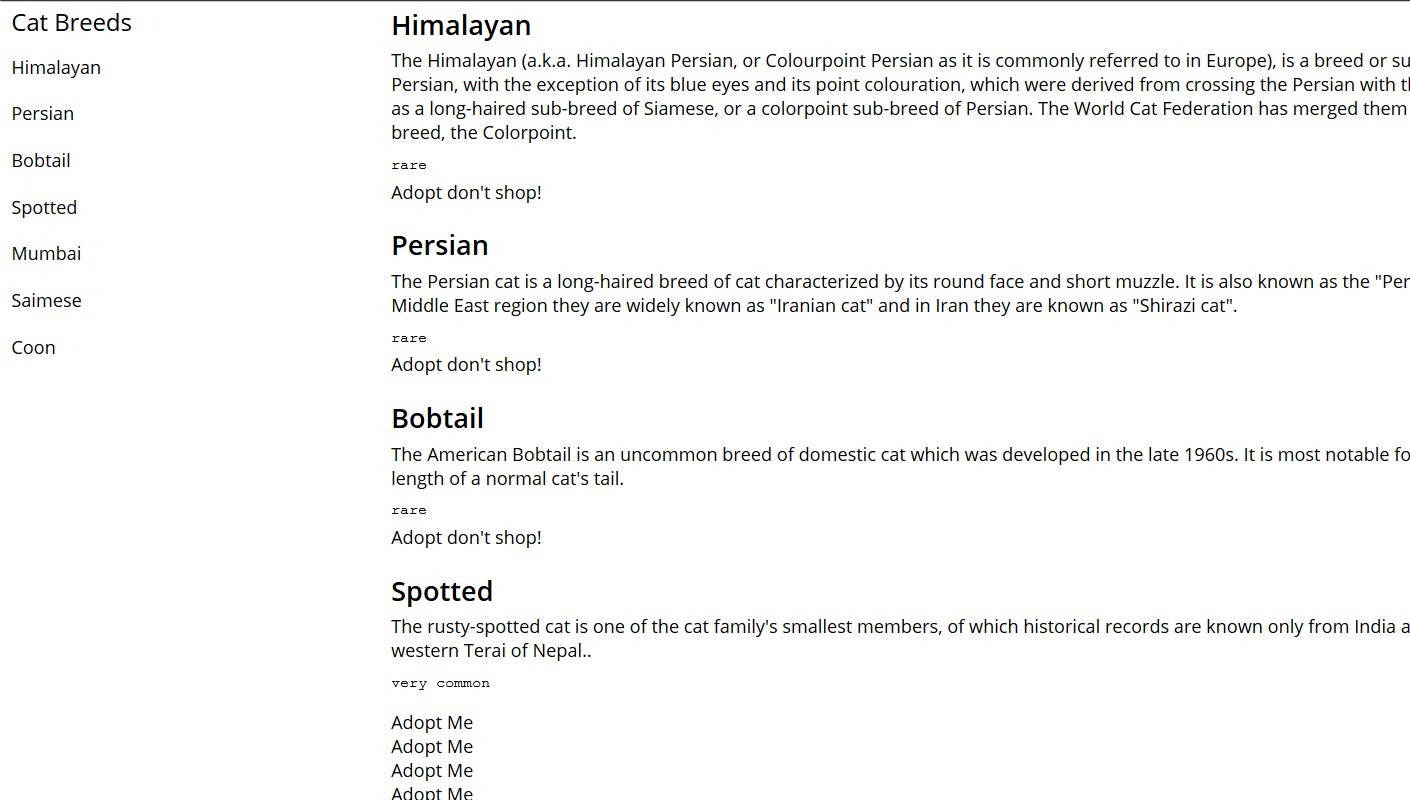 Cat Breeds
Himalayan
Persian
Bobtail
Spotted
Mumbai
Saimese
Coon
Himalayan
The Himalayan (a.k.a. Himalayan Persian, or Colourpoint Persian as it is commonly referred to in Europe), is a breed or su
Persian, with the exception of its blue eyes and its point colouration, which were derived from crossing the Persian with
as a long-haired sub-breed of Siamese, or a colorpoint sub-breed of Persian. The World Cat Federation has merged them
breed, the Colorpoint.
rare
Adopt don't shop!
Persian
The Persian cat is a long-haired breed of cat characterized by its round face and short muzzle. It is also known as the "Per
Middle East region they are widely known as "Iranian cat" and in Iran they are known as "Shirazi cat".
rare
Adopt don't shop!
Bobtail
The American Bobtail is an uncommon breed of domestic cat which was developed in the late 1960s. It is most notable fo
length of a normal cat's tail.
rare
Adopt don't shop!
Spotted
The rusty-spotted cat is one of the cat family's smallest members, of which historical records are known only from India a
western Terai of Nepal..
very common
Adopt Me
Adopt Me
Adopt Me
Adopt Me